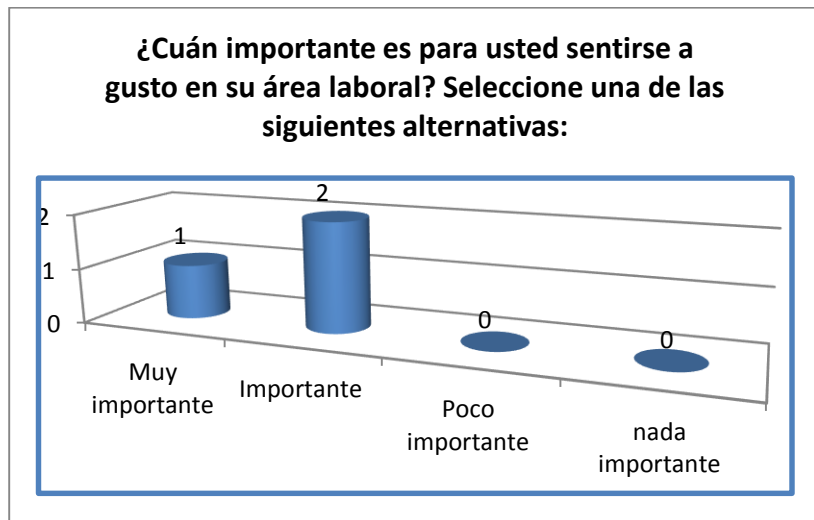 ¿Cuán importante es para usted sentirse a
gusto en su área laboral? Seleccione una de las
siguientes alternativas:
2
1
0
1
2
0
0
Muy
importante
Importante
Poco
importante
nada
importante